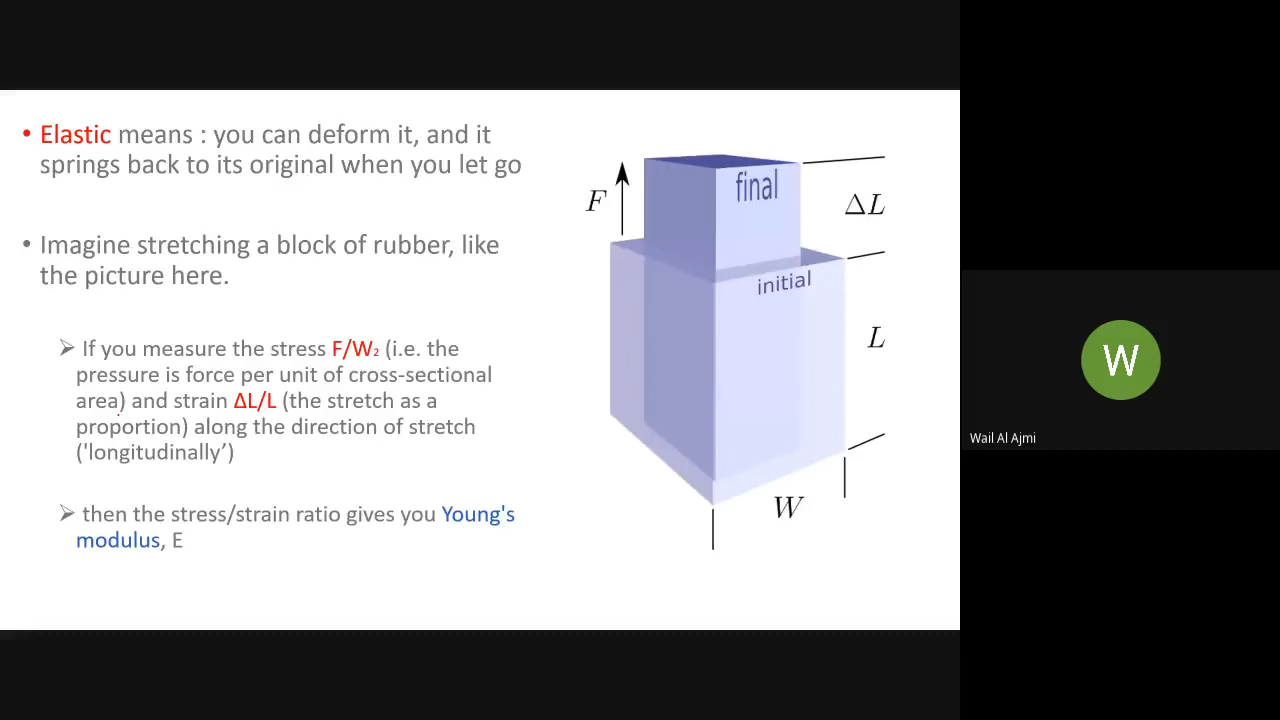 • Elastic means : you can deform it, and it
springs back to its original when you let go
• Imagine stretching a block of rubber, like
the picture here.
➢ If you measure the stress F/W₂ (i.e. the
pressure is force per unit of cross-sectional
area) and strain ΔL/L (the stretch as a
proportion) along the direction of stretch
('longitudinally’)
➢ then the stress/strain ratio gives you Young's
modulus, E
final
F
ΔL
initial
L
W
W
Wail Al Ajmi